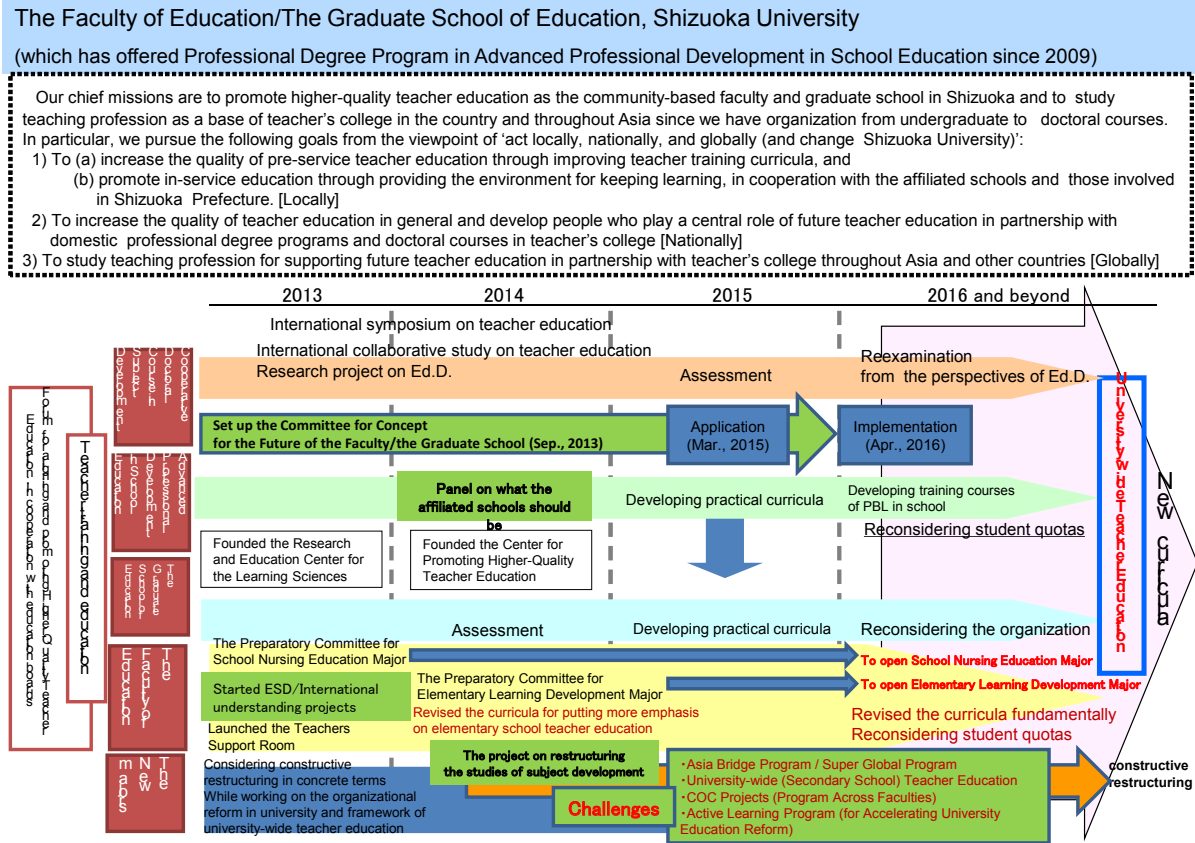 The Faculty of Education/The Graduate School of Education, Shizuoka University
(which has offered Professional Degree Program in Advanced Professional Development in School Education since 2009)
Our chief missions are to promote higher-quality teacher education as the community-based faculty and graduate school in Shizuoka and to study
teaching profession as a base of teacher's college in the country and throughout Asia since we have organization from undergraduate to doctoral courses.
In particular, we pursue the following goals from the viewpoint of 'act locally, nationally, and globally (and change Shizuoka University)':
1) To (a) increase the quality of pre-service teacher education through improving teacher training curricula, and
(b) promote in-service education through providing the environment for keeping learning, in cooperation with the affiliated schools and those involved
in Shizuoka Prefecture. [Locally]
2) To increase the quality of teacher education in general and develop people who play a central role of future teacher education in partnership with
domestic professional degree programs and doctoral courses in teacher's college [Nationally]
3) To study teaching profession for supporting future teacher education in partnership with teacher's college throughout Asia and other countries [Globally]
2013
2014
2015
2016 and beyond
International symposium on teacher education
International collaborative study on teacher education
Research project on Ed.D.
Assessment
Reexamination
from the perspectives of Ed.D.
Set up the Committee for Concept
for the Future of the Faculty/the Graduate School (Sep., 2013)
Application
(Mar., 2015)
Implementation
(Apr., 2016)
Panel on what the
affiliated schools should
be
Developing practical curricula
Developing training courses
of PBL in school
Reconsidering student quotas
Founded the Research
and Education Center for
the Learning Sciences
Founded the Center for
Promoting Higher-Quality
Teacher Education
Assessment
Developing practical curricula
Reconsidering the organization
The Preparatory Committee for
School Nursing Education Major
To open School Nursing Education Major
Started ESD/International
understanding projects
The Preparatory Committee for
Elementary Learning Development Major
To open Elementary Learning Development Major
Revised the curricula for putting more emphasis
on elementary school teacher education
Revised the curricula fundamentally
Reconsidering student quotas
Launched the Teachers
Support Room
Considering constructive
restructuring in concrete terms
While working on the organizational
reform in university and framework of
university-wide teacher education
The project on restructuring
the studies of subject development
Challenges
・Asia Bridge Program / Super Global Program
・University-wide (Secondary School) Teacher Education
・COC Projects (Program Across Faculties)
・Active Learning Program (for Accelerating University
Education Reform)
constructive
restructuring